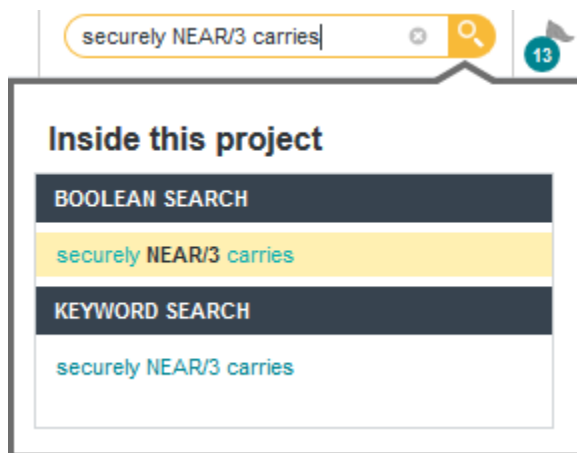 securely NEAR/3 carries
13
Inside this project
BOOLEAN SEARCH
securely NEAR/3 carries
KEYWORD SEARCH
securely NEAR/3 carries